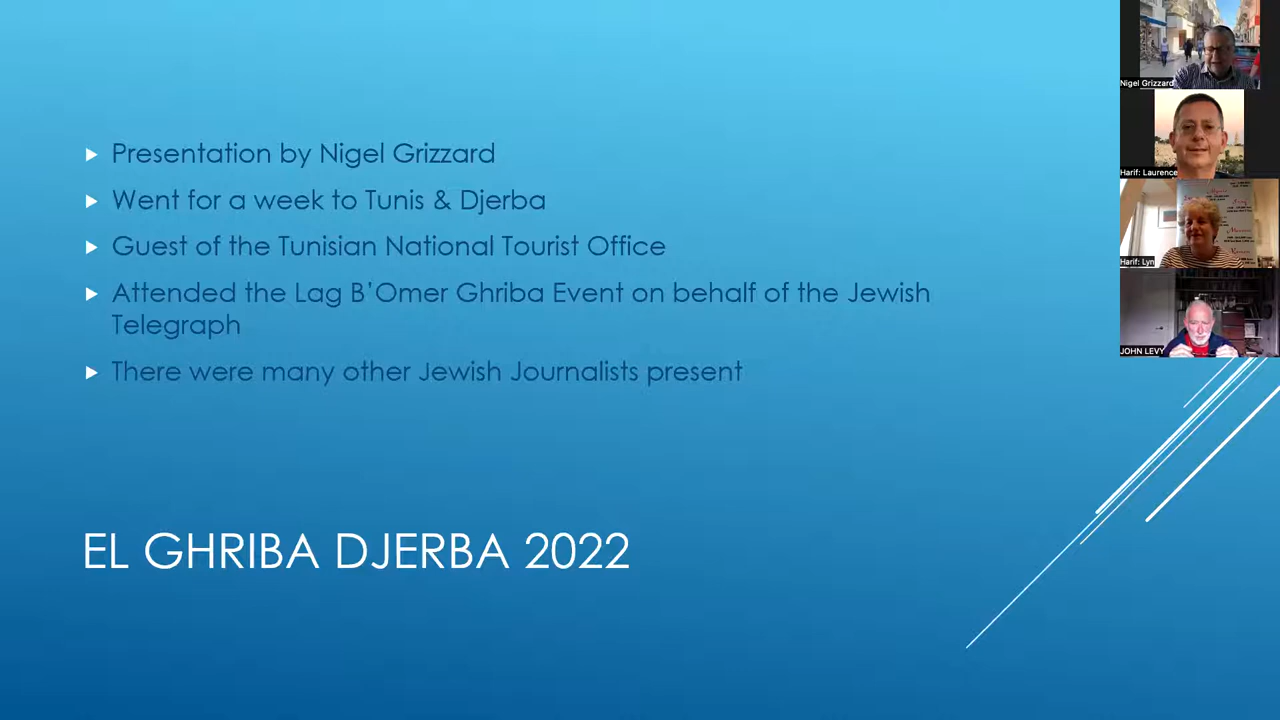 Presentation by Nigel Grizzard
Went for a week to Tunis & Djerba
Guest of the Tunisian National Tourist Office
Attended the Lag B’Omer Ghriba Event on behalf of the Jewish
Telegraph
There were many other Jewish Journalists present
EL GHRIBA DJERBA 2022
Nigel Grizzard
Harif: Laurence
Harif: Lyn
JOHN LEVY